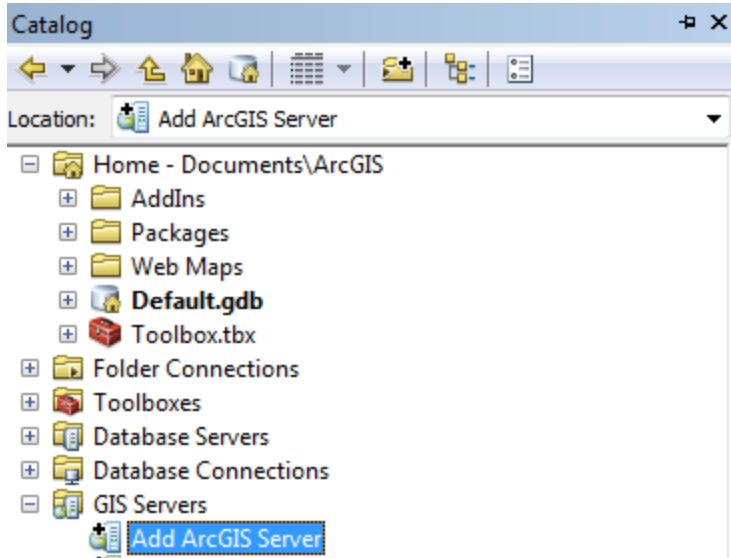 Catalog
Location: Add ArcGIS Server
Home - Documents\ArcGIS
AddIns
Packages
Web Maps
Default.gdb
Toolbox.tbx
Folder Connections
Toolboxes
Database Servers
Database Connections
GIS Servers
Add ArcGIS Server